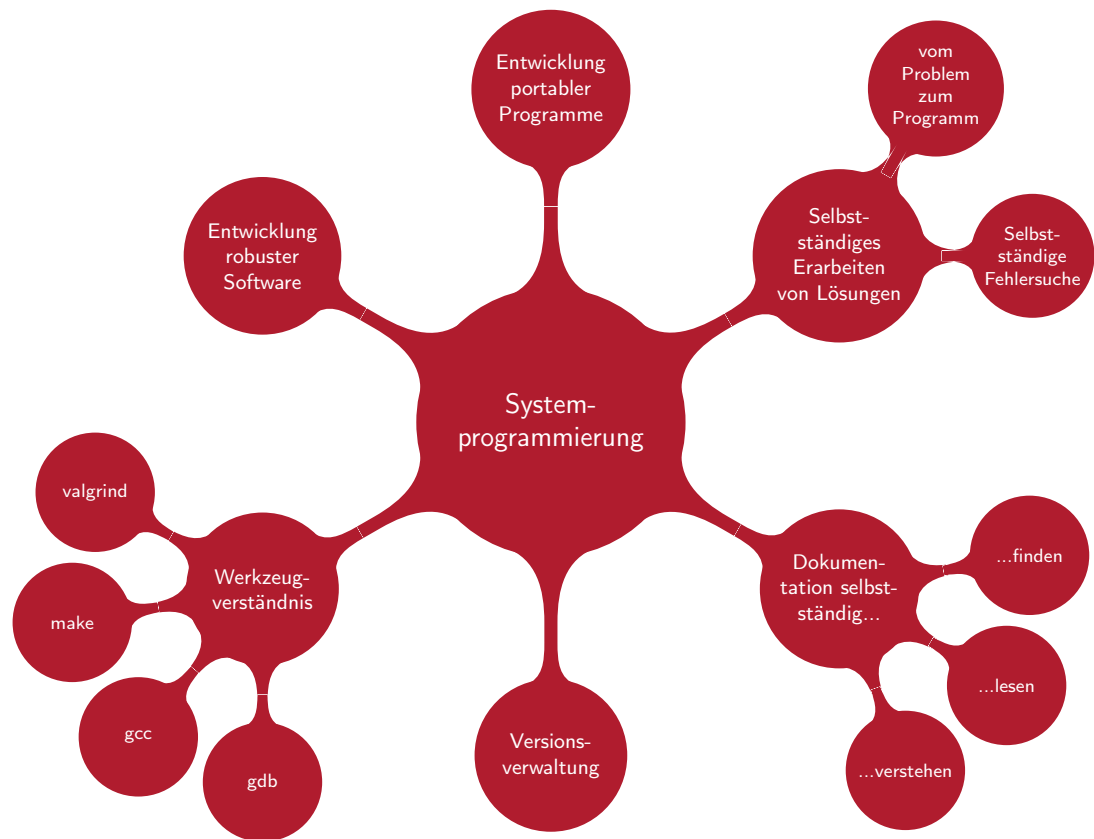 Entwicklung
portabler
Programme
vom
Problem
zum
Programm
Entwicklung
robuster
Software
Selbst-
ständiges
Erarbeiten
von Lösungen
Selbst-
ständige
Fehlersuche
System-
programmierung
valgrind
make
gcc
gdb
Werkzeug-
verständnis
Versions-
verwaltung
Dokumen-
tation selbst-
ständig...
...finden
...lesen
...verstehen